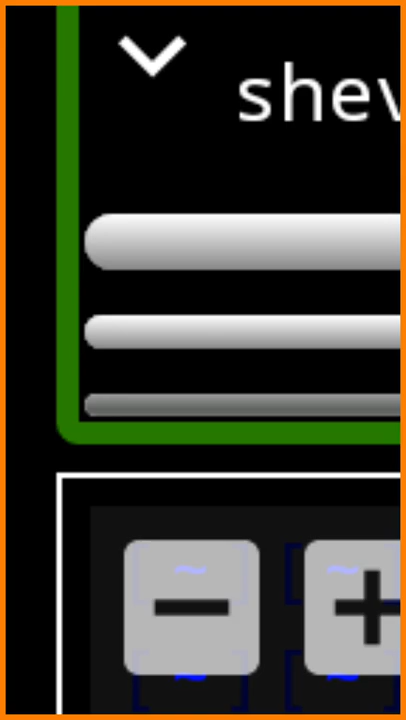 shev
[~] [~
− +
[~] [~